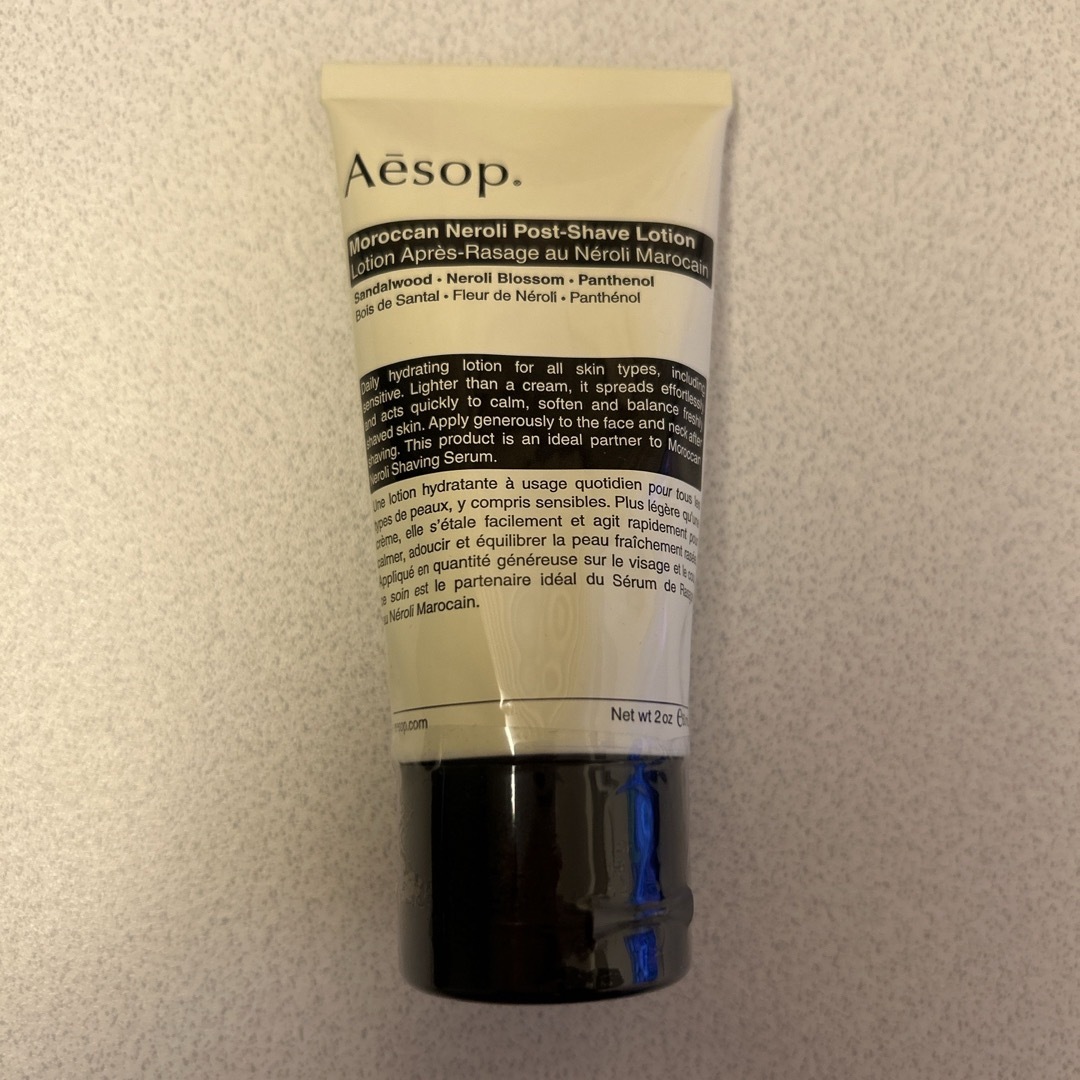 Aēsop.
Moroccan Neroli Post-Shave Lotion
Lotion Après-Rasage au Néroli Marocain
Sandalwood • Neroli Blossom • Panthenol
Bois de Santal • Fleur de Néroli • Panthénol
Daily hydrating lotion for all skin types, including
sensitive. Lighter than a cream, it spreads effortlessly
and acts quickly to calm, soften and balance freshly
shaved skin. Apply generously to the face and neck after
shaving. This product is an ideal partner to Moroccan
Neroli Shaving Serum.
Une lotion hydratante à usage quotidien pour tous les
types de peaux, y compris sensibles. Plus légère qu'une
crème, elle s'étale facilement et agit rapidement pour
calmer, adoucir et équilibrer la peau fraîchement rasée.
Appliqué en quantité généreuse sur le visage et le cou,
ce soin est le partenaire idéal du Sérum de Rasage
au Néroli Marocain.
Net wt 2 oz